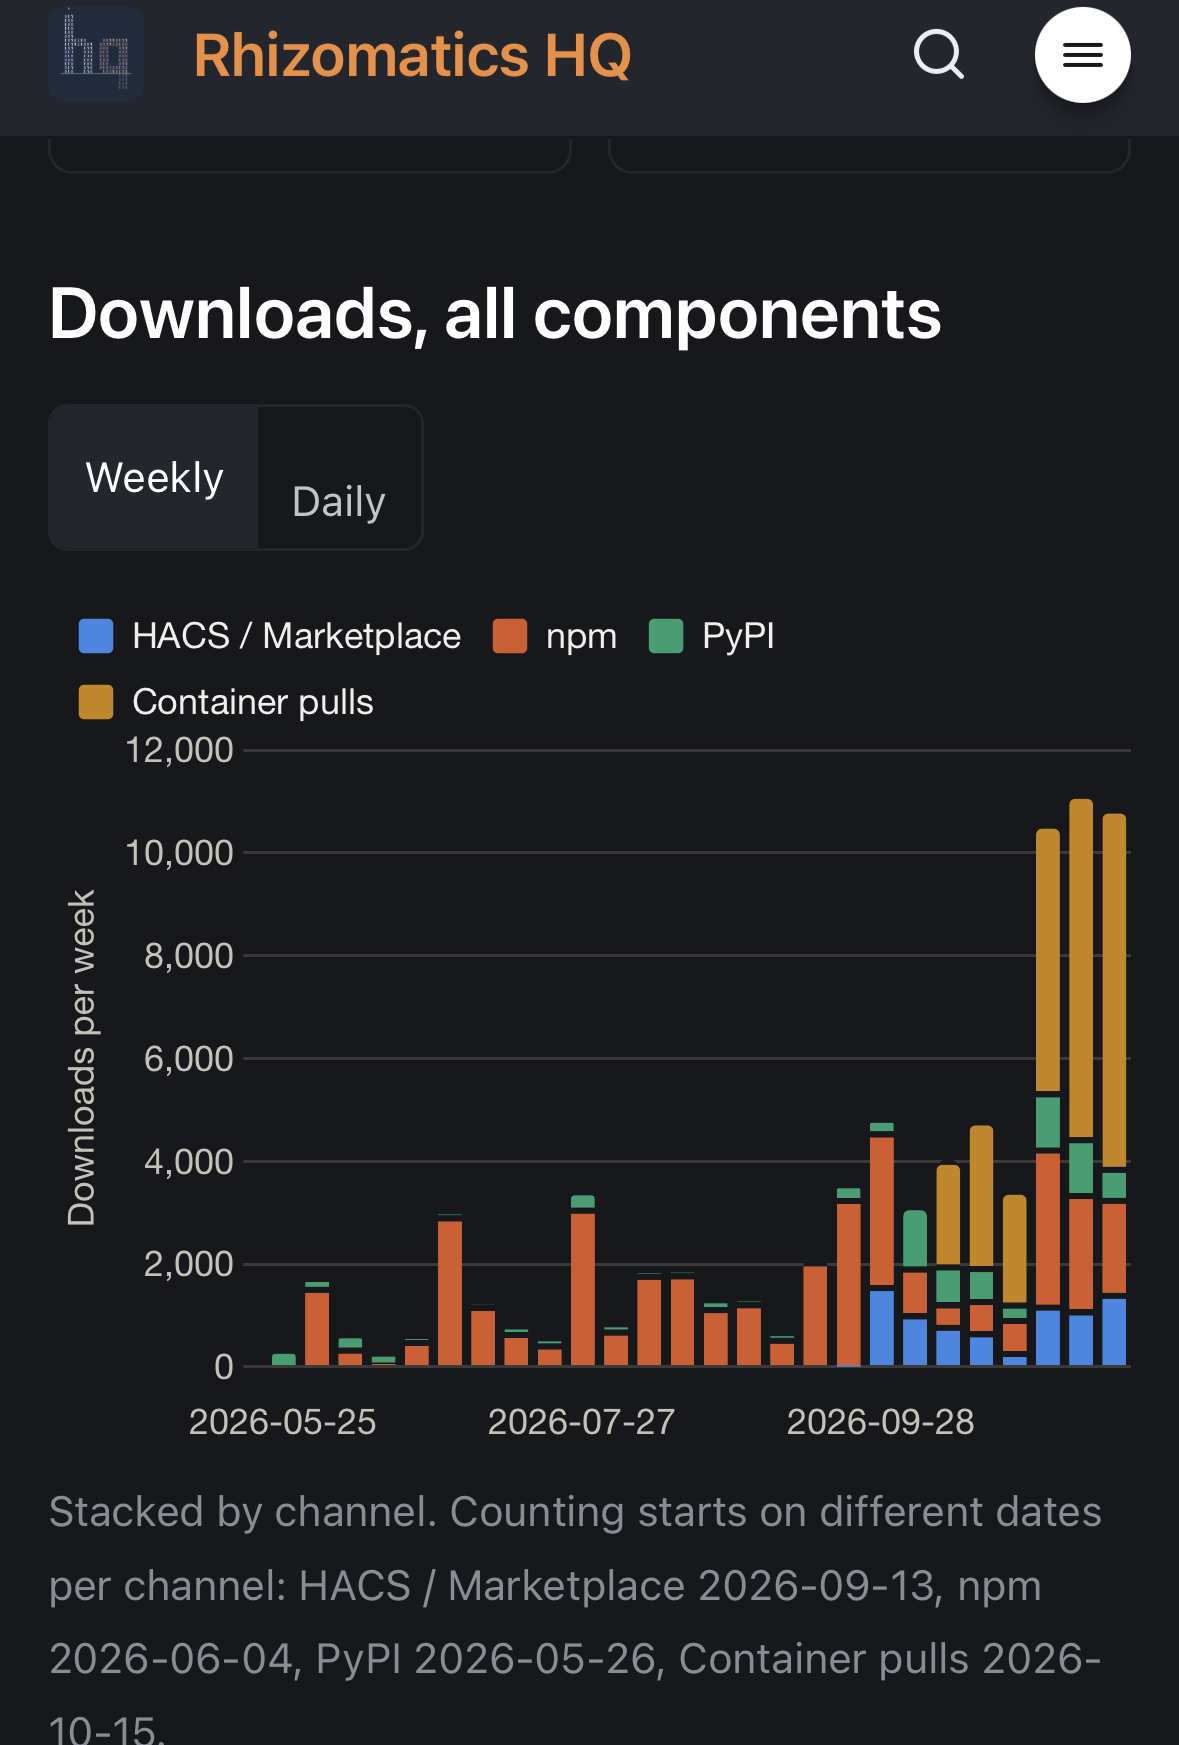 hq
Rhizomatics HQ
Downloads, all components
Weekly
Daily
HACS / Marketplace
npm
PyPI
Container pulls
12,000
10,000
8,000
6,000
4,000
2,000
0
Downloads per week
2026-05-25
2026-07-27
2026-09-28
Stacked by channel. Counting starts on different dates
per channel: HACS / Marketplace 2026-09-13, npm
2026-06-04, PyPI 2026-05-26, Container pulls 2026-
10-15.